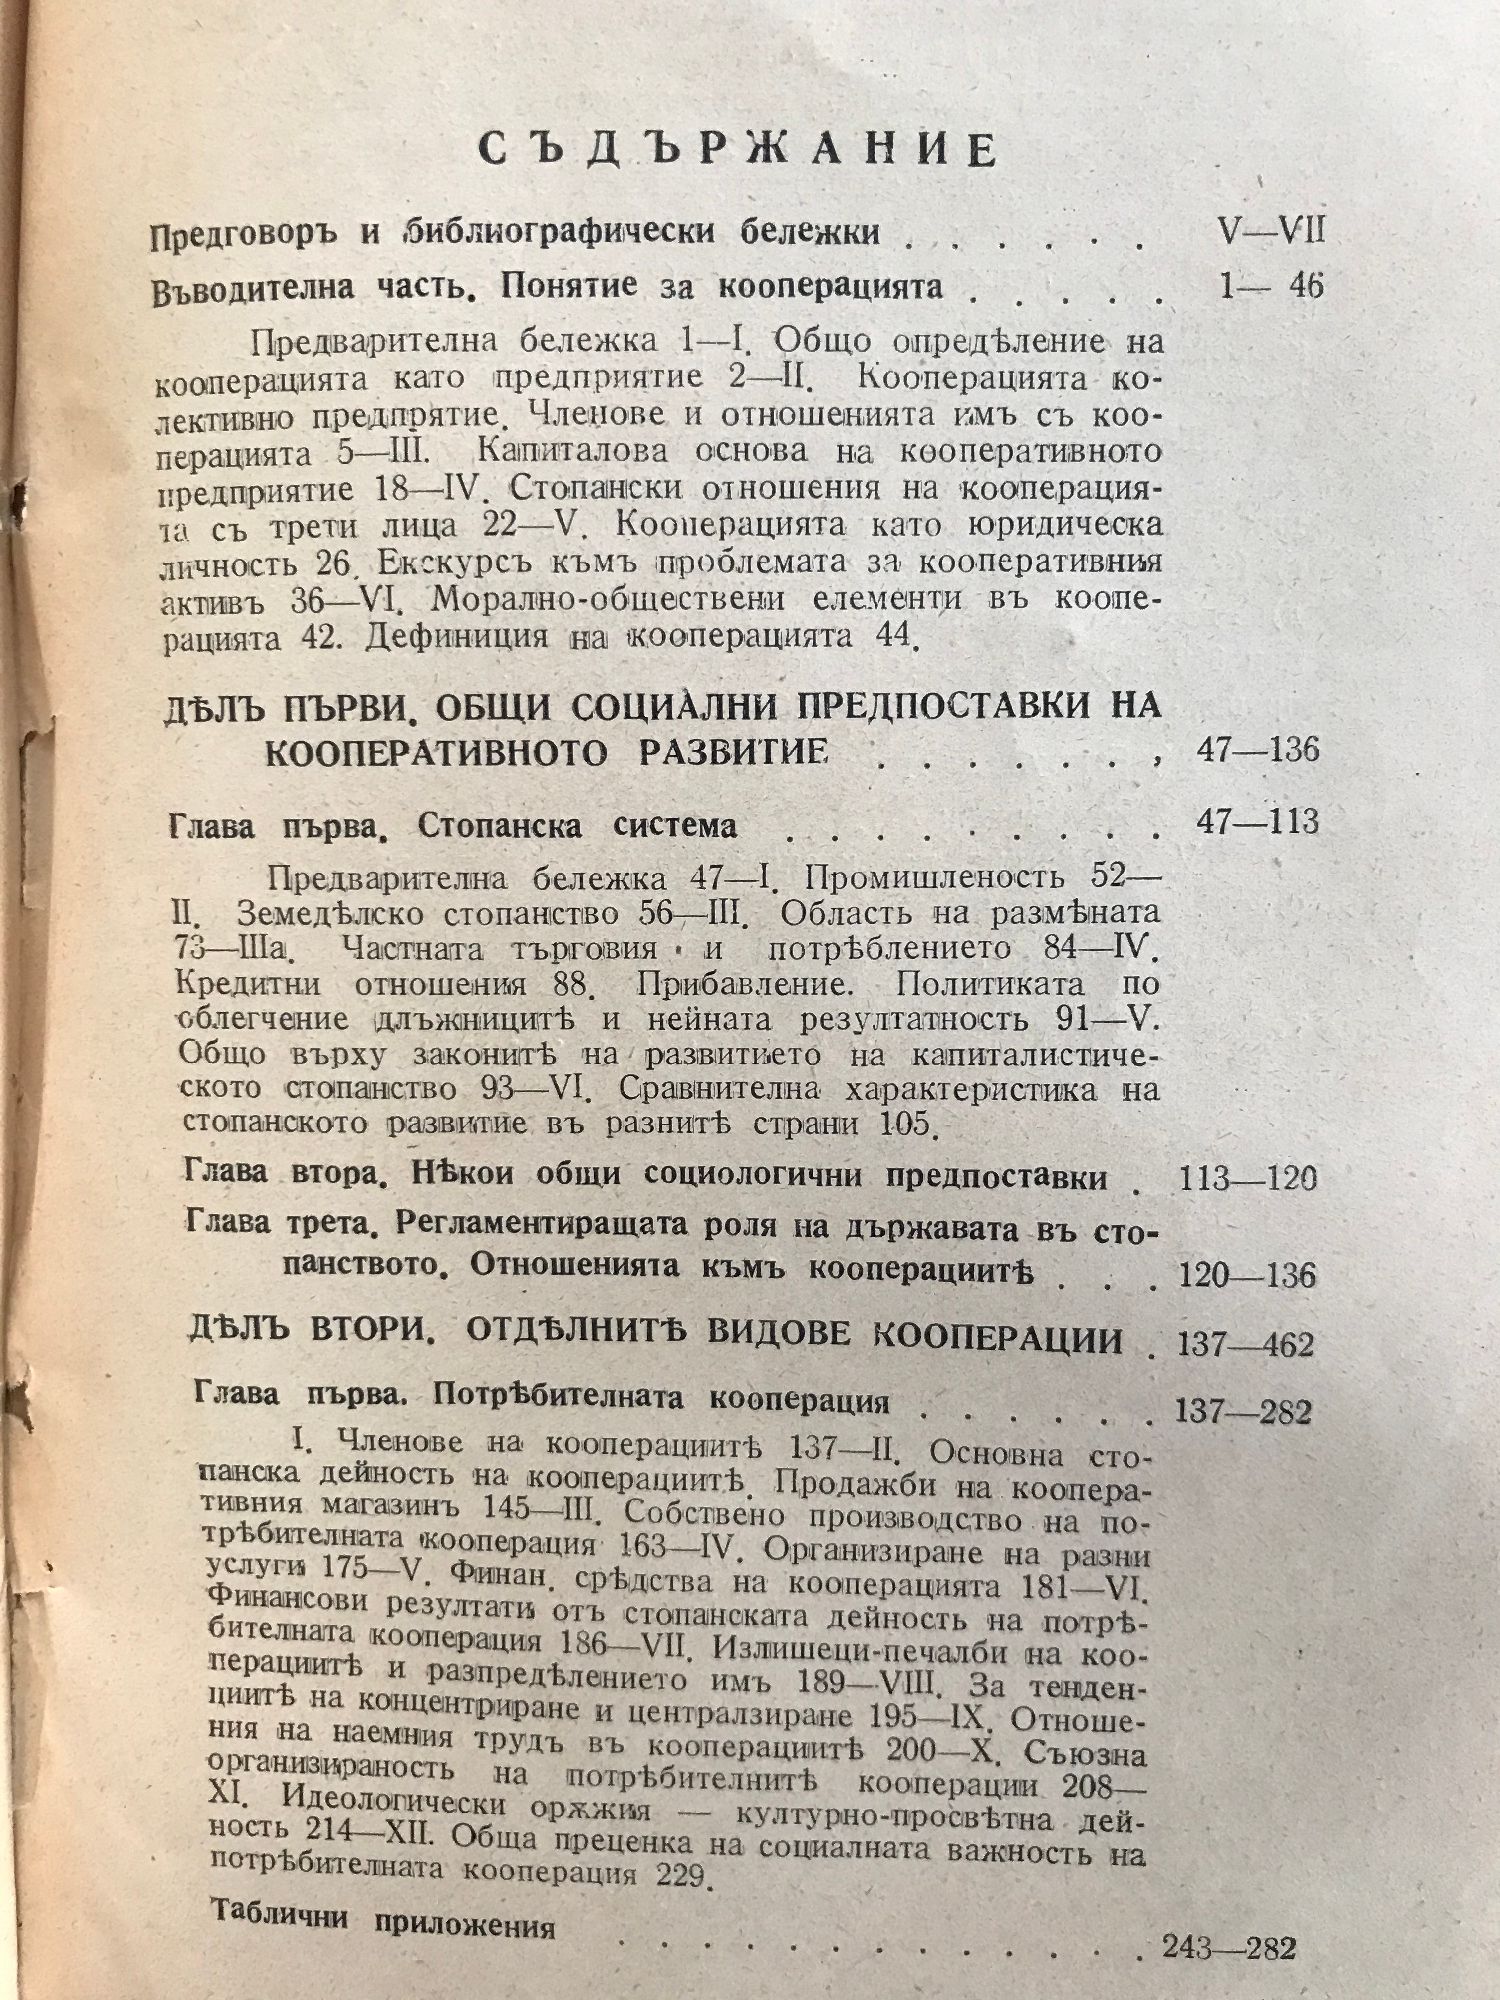 СЪДЪРЖАНИЕ
Предговоръ и библиографически бележки . . . . . . V—VII
Въводителна часть. Понятие за кооперацията . . . . . 1— 46
Предварителна бележка 1—I. Общо опредѣление на
кооперацията като предприятие 2—II. Кооперацията ко-
лективно предпрятие. Членове и отношенията имъ съ коо-
перацията 5—III. Капиталова основа на кооперативното
предприятие 18—IV. Стопански отношения на кооперация-
та съ трети лица 22—V. Кооперацията като юридическа
личность 26. Екскурсъ къмъ проблемата за кооперативния
активъ 36—VI. Морално-обществени елементи въ коопе-
рацията 42. Дефиниция на кооперацията 44.
ДѢЛЪ ПЪРВИ. ОБЩИ СОЦИАЛНИ ПРЕДПОСТАВКИ НА
КООПЕРАТИВНОТО РАЗВИТИЕ . . . . . . , 47—136
Глава първа. Стопанска система . . . . . . . . . 47—113
Предварителна бележка 47—I. Промишленость 52—
II. Земедѣлско стопанство 56—III. Область на размѣната
73—IIIа. Частната търговия и потрѣблението 84—IV.
Кредитни отношения 88. Прибавление. Политиката по
облегчение длъжницитѣ и нейната резултатность 91—V.
Общо върху законитѣ на развитието на капиталистиче-
ското стопанство 93—VI. Сравнителна характеристика на
стопанското развитие въ разнитѣ страни 105.
Глава втора. Нѣкои общи социологични предпоставки . 113—120
Глава трета. Регламентиращата роля на държавата въ сто-
панството. Отношенията къмъ кооперациитѣ . . . 120—136
ДѢЛЪ ВТОРИ. ОТДѢЛНИТѢ ВИДОВЕ КООПЕРАЦИИ . 137—462
Глава първа. Потрѣбителната кооперация . . . . . . 137—282
I. Членове на кооперациитѣ 137—II. Основна сто-
панска дейность на кооперациитѣ. Продажби на коопера-
тивния магазинъ 145—III. Собствено производство на по-
трѣбителната кооперация 163—IV. Организиране на разни
услуги 175—V. Финан. срѣдства на кооперацията 181—VI.
Финансови резултати отъ стопанската дейность на потрѣ-
бителната кооперация 186—VII. Излишеци-печалби на коо-
перациитѣ и разпредѣлението имъ 189—VIII. За тенден-
циитѣ на концентриране и централзиране 195—IX. Отноше-
ния на наемния трудъ въ кооперациитѣ 200—X. Съюзна
организираность на потрѣбителнитѣ кооперации 208—
XI. Идеологически орѫжия — културно-просвѣтна дей-
ность 214—XII. Обща преценка на социалната важность на
потрѣбителната кооперация 229.
Таблични приложения . . . . . . . . . . . . . 243—282